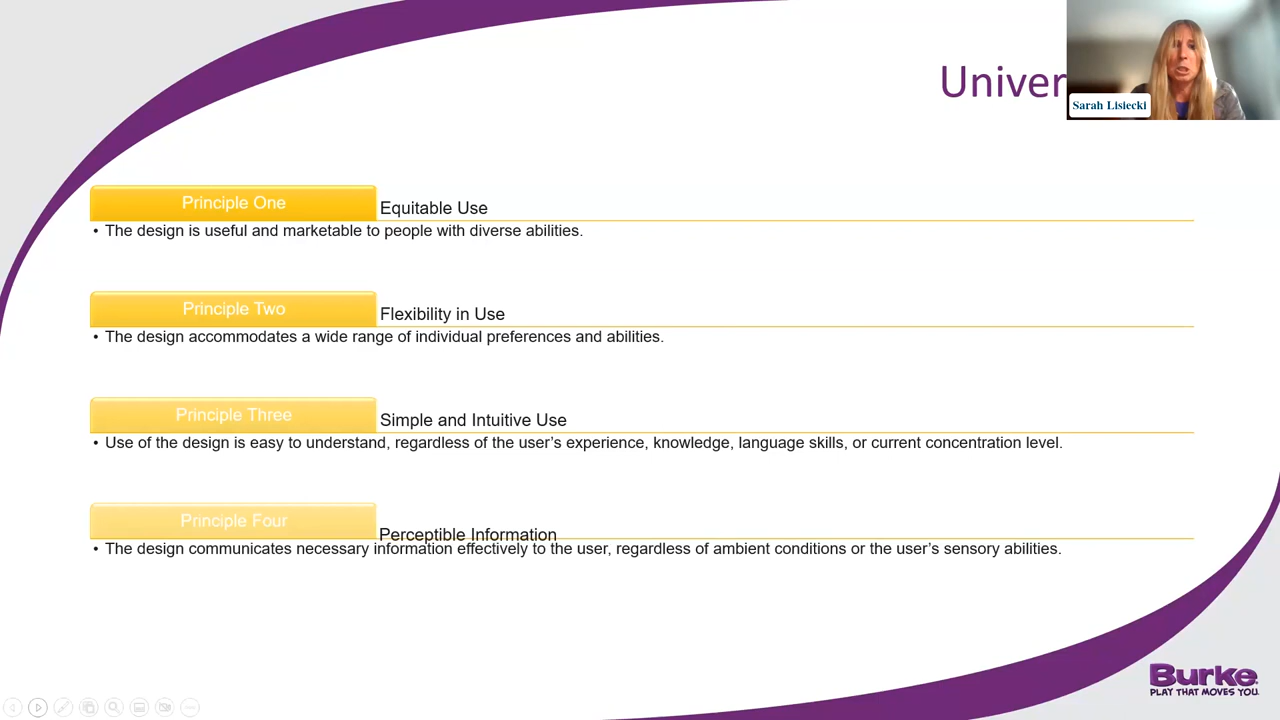 Univer
Sarah Lisiecki
Principle One
Equitable Use
• The design is useful and marketable to people with diverse abilities.
Principle Two
Flexibility in Use
• The design accommodates a wide range of individual preferences and abilities.
Principle Three
Simple and Intuitive Use
• Use of the design is easy to understand, regardless of the user’s experience, knowledge, language skills, or current concentration level.
Principle Four
Perceptible Information
• The design communicates necessary information effectively to the user, regardless of ambient conditions or the user’s sensory abilities.
Burke
PLAY THAT MOVES YOU.